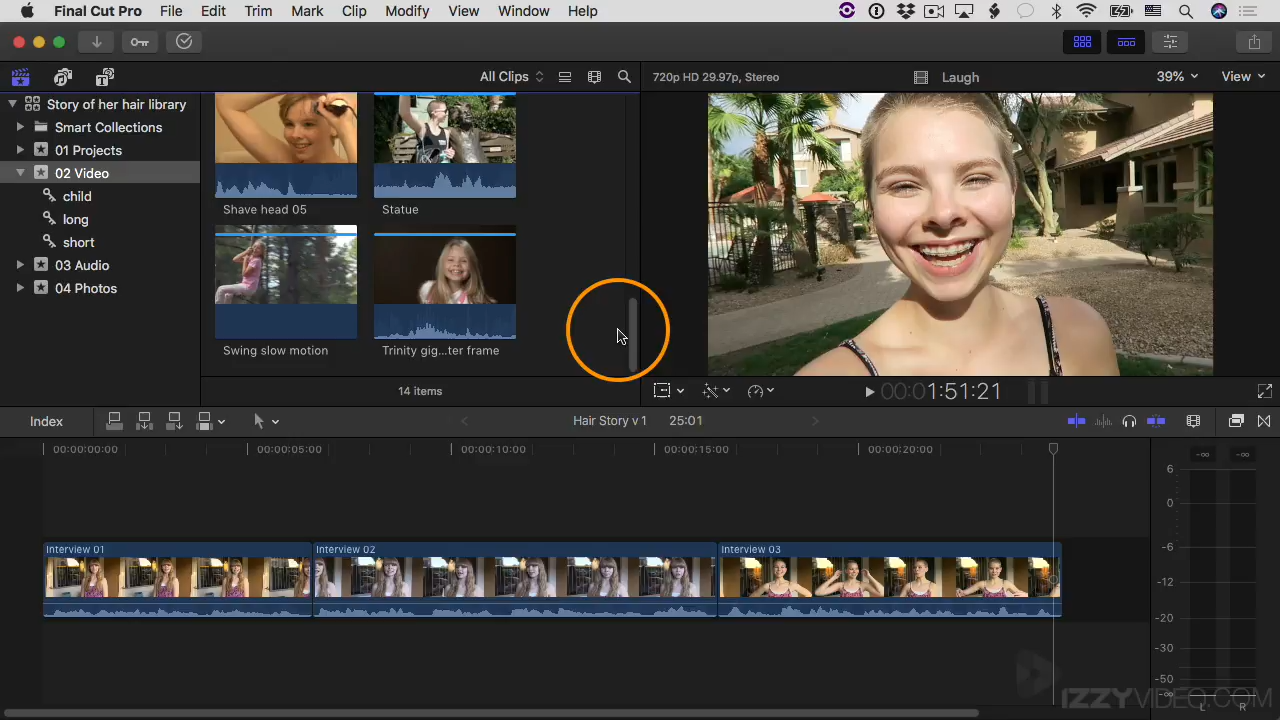 Final Cut Pro File Edit Trim Mark Clip Modify View Window Help
All Clips
720p HD 29.97p, Stereo
Laugh
39%
View
Story of her hair library
Smart Collections
01 Projects
02 Video
child
long
short
03 Audio
04 Photos
Shave head 05
Statue
Swing slow motion
Trinity gig...ter frame
14 items
00:01:51:21
Index
Hair Story v 1
25:01
00:00:00:00
00:00:05:00
00:00:10:00
00:00:15:00
00:00:20:00
Interview 01
Interview 02
Interview 03
-∞ -∞
6
0
-6
-12
-20
-30
-50
-∞
L R
IZZYVIDEO.COM